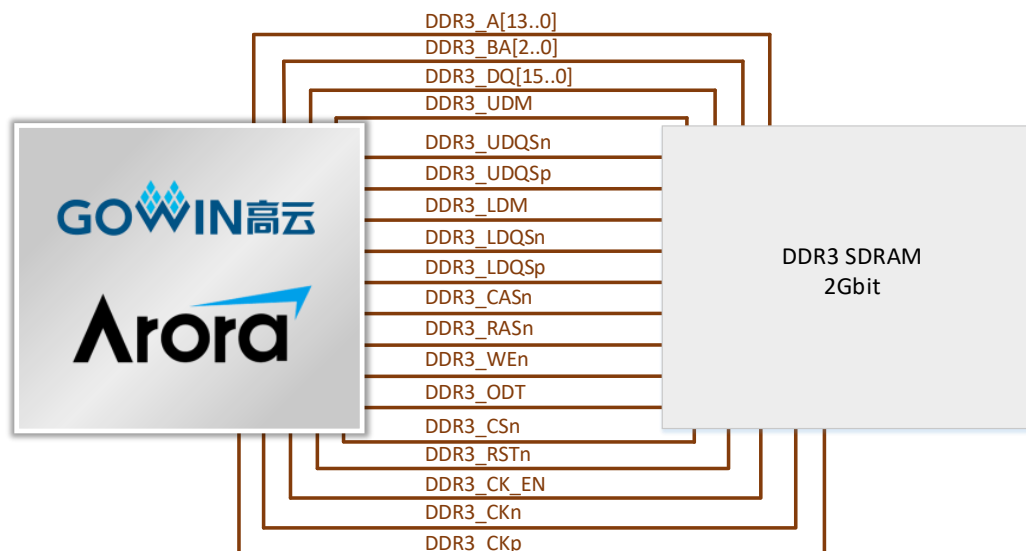 DDR3_A[13..0]
DDR3_BA[2..0]
DDR3_DQ[15..0]
DDR3_UDM
DDR3_UDQSn
DDR3_UDQSp
DDR3_LDM
DDR3_LDQSn
DDR3_LDQSp
DDR3_CASn
DDR3_RASn
DDR3_WEn
DDR3_ODT
DDR3_CSn
DDR3_RSTn
DDR3_CK_EN
DDR3_CKn
DDR3_CKp
GOWIN高云
Arora
DDR3 SDRAM
2Gbit